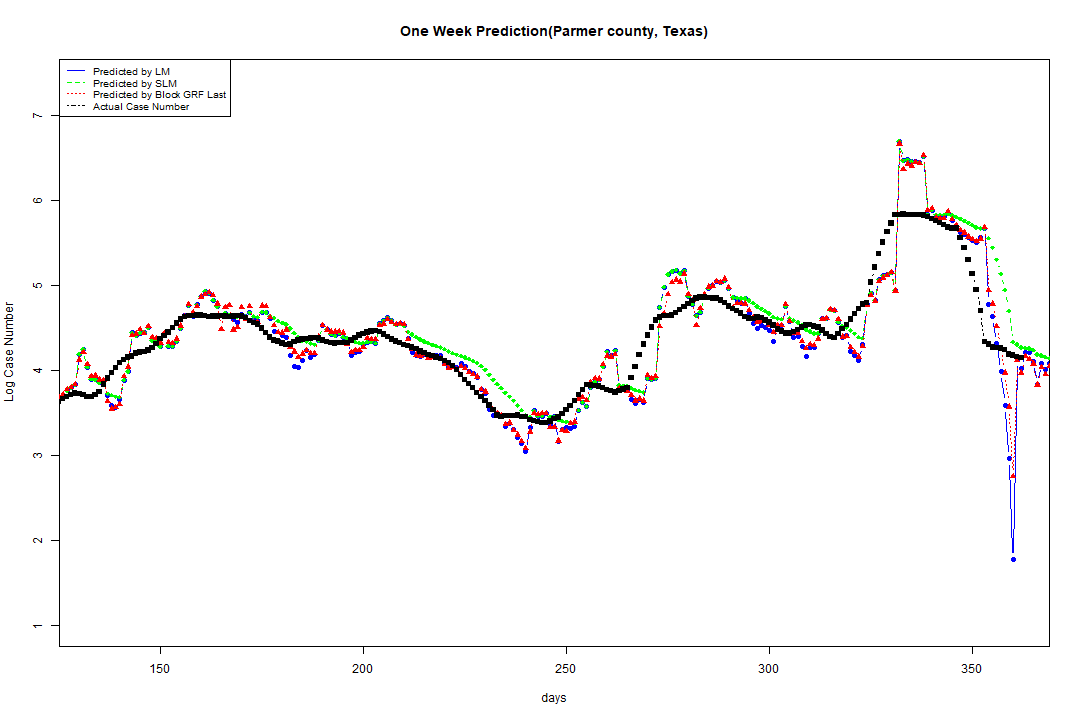 One Week Prediction(Parmer county, Texas)
Predicted by LM
Predicted by SLM
Predicted by Block GRF Last
Actual Case Number
Log Case Number
7
6
5
4
3
2
1
150 200 250 300 350
days